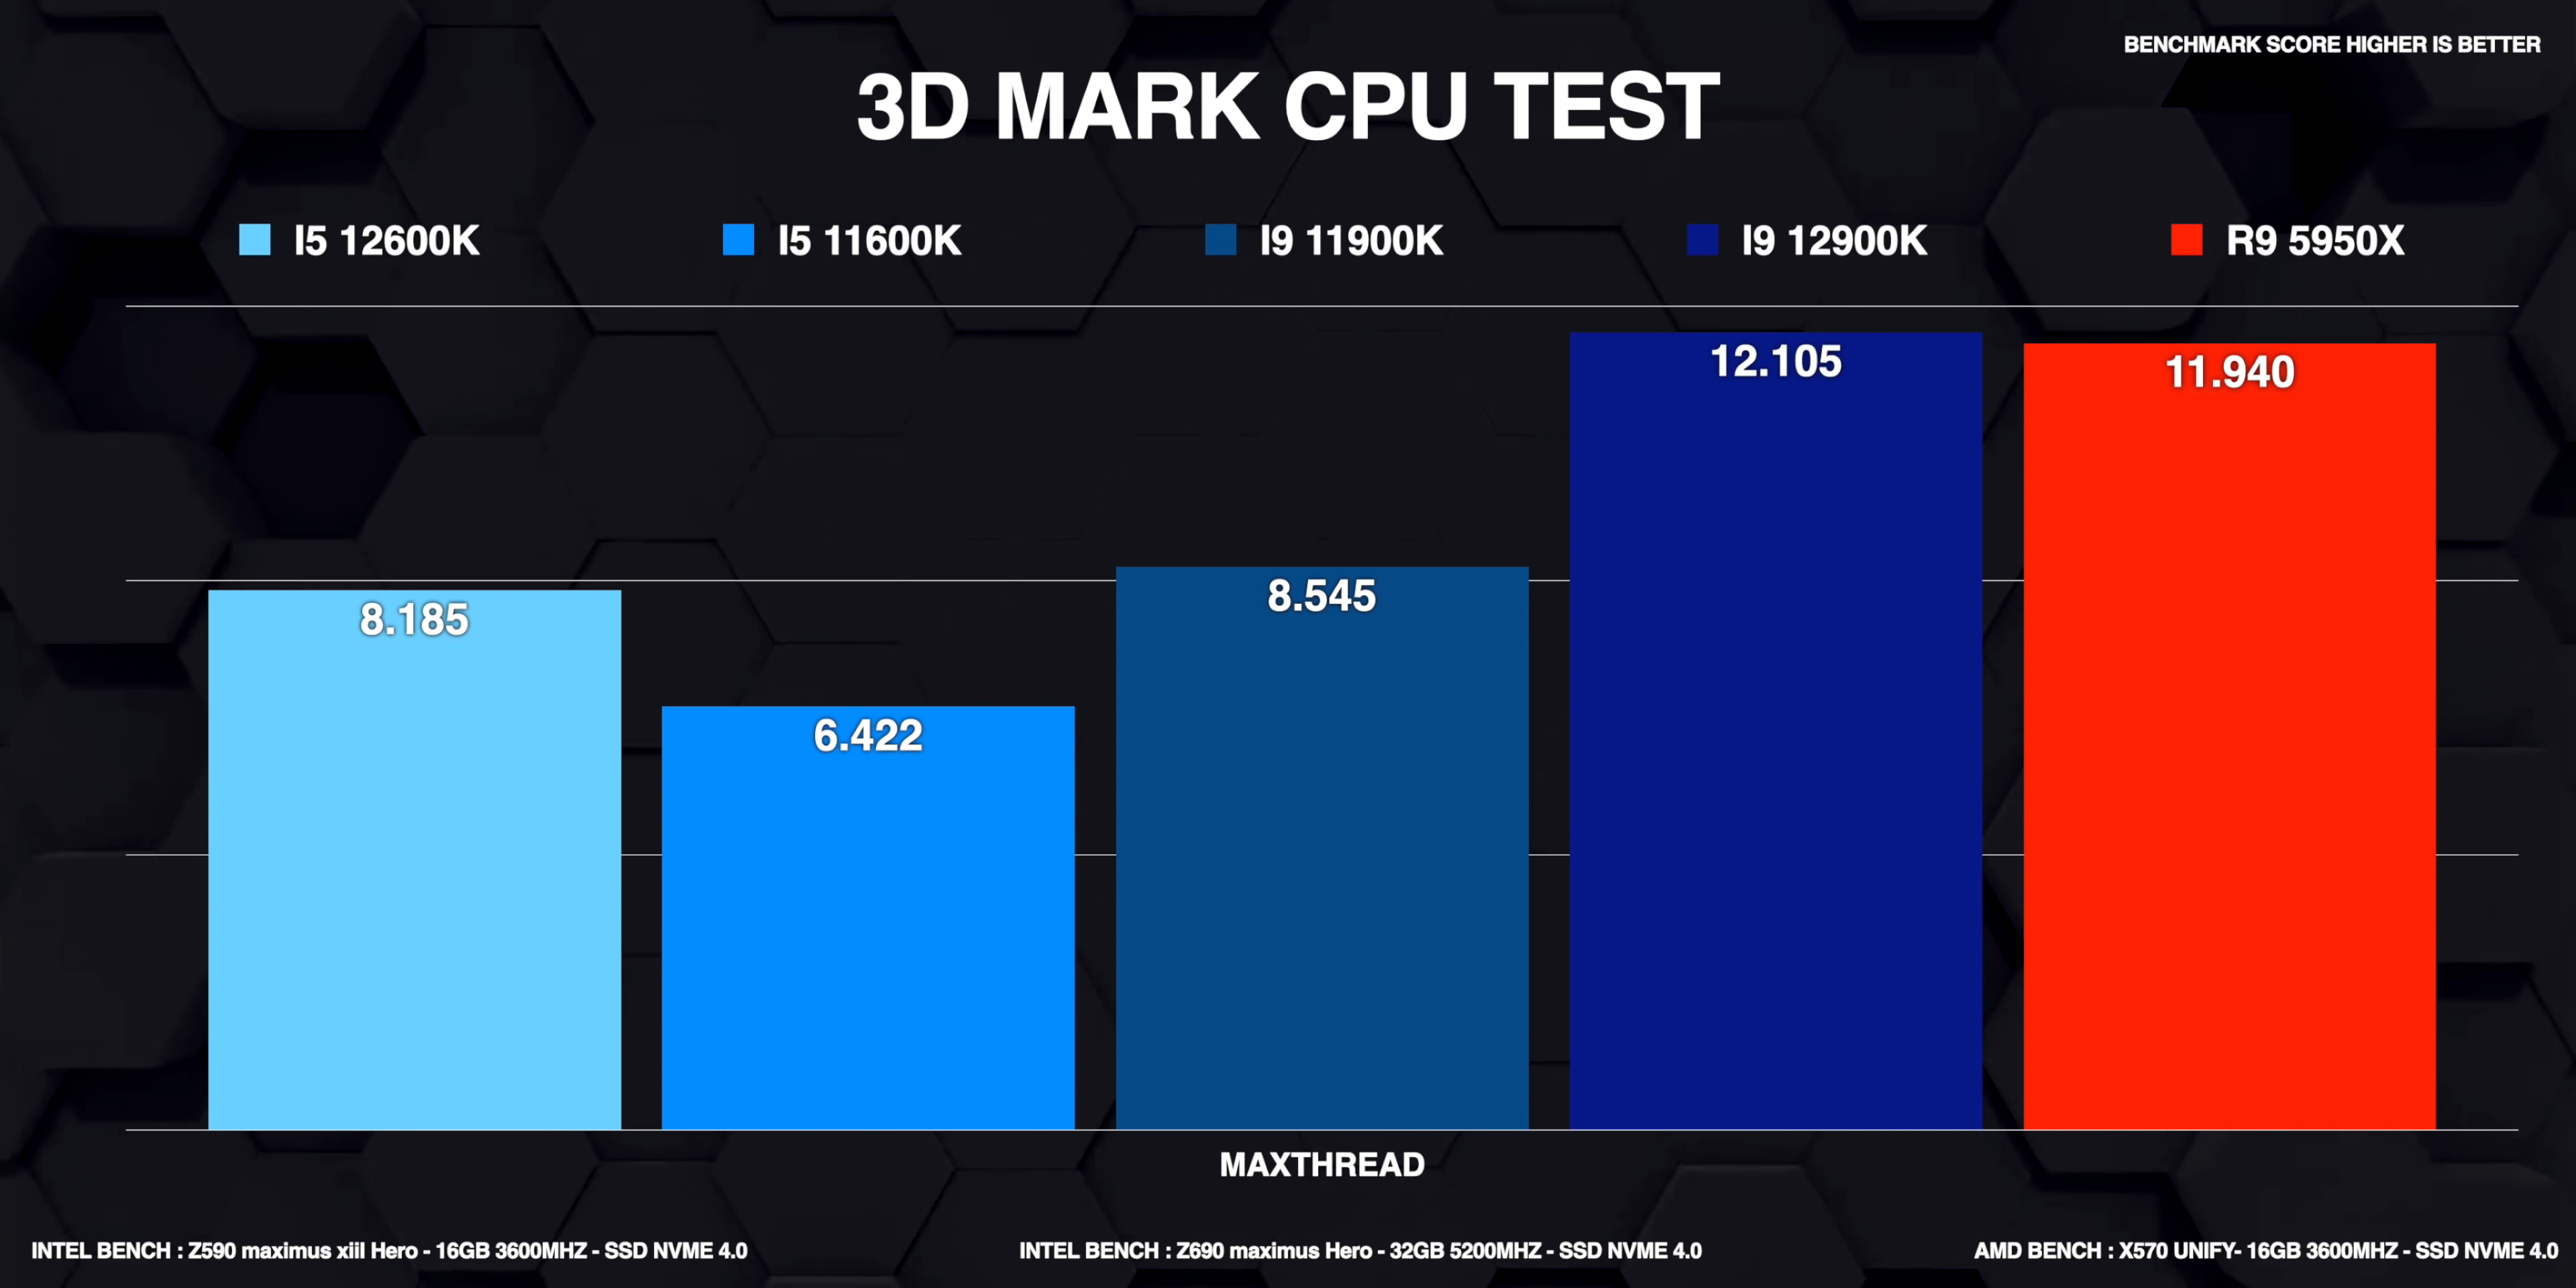 BENCHMARK SCORE HIGHER IS BETTER
3D MARK CPU TEST
I5 12600K
I5 11600K
I9 11900K
I9 12900K
R9 5950X
8.185
6.422
8.545
12.105
11.940
MAXTHREAD
INTEL BENCH : Z590 maximus xiiI Hero - 16GB 3600MHZ - SSD NVME 4.0
INTEL BENCH : Z690 maximus Hero - 32GB 5200MHZ - SSD NVME 4.0
AMD BENCH : X570 UNIFY- 16GB 3600MHZ - SSD NVME 4.0